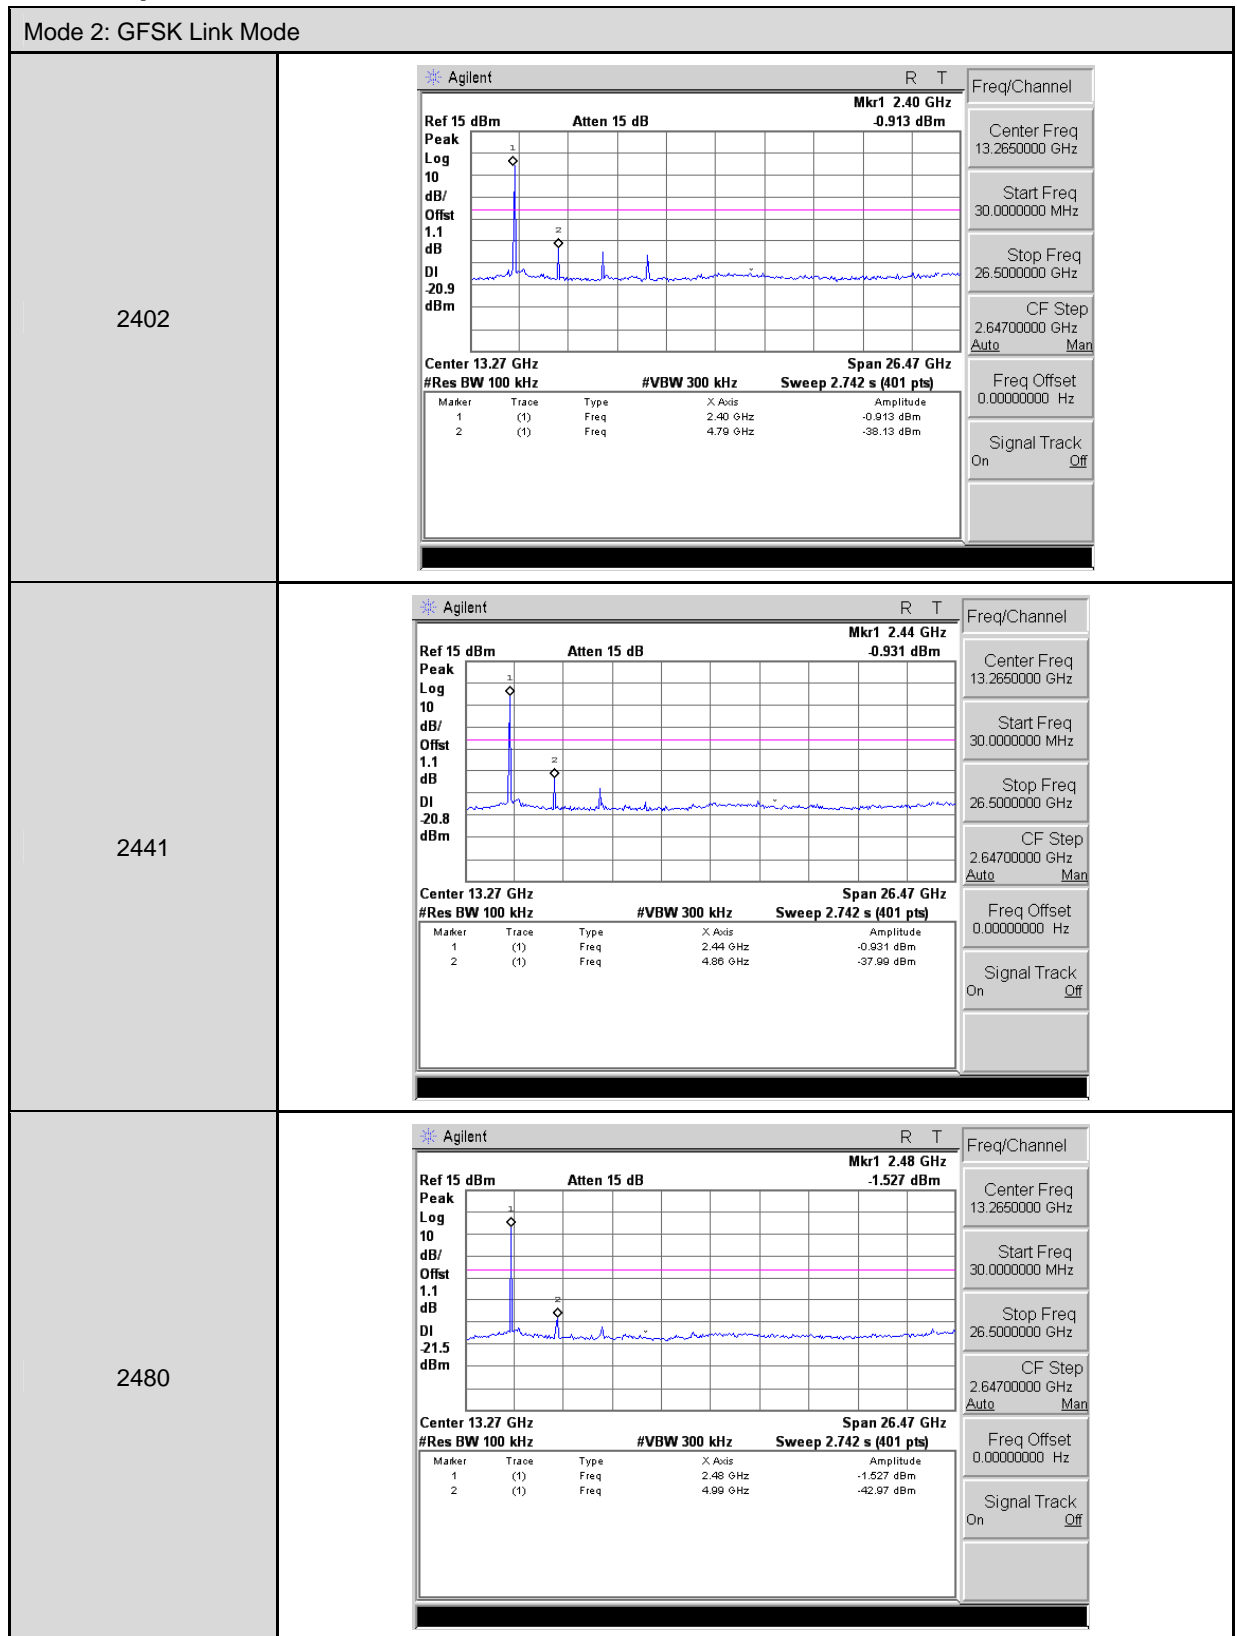 Mode 2: GFSK Link Mode
2402
Agilent R T
Mkr1 2.40 GHz
Ref 15 dBm Atten 15 dB -0.913 dBm
Peak
Log
10
dB/
Offst
1.1
dB
DI
-20.9
dBm
1
2
Center 13.27 GHz Span 26.47 GHz
#Res BW 100 kHz #VBW 300 kHz Sweep 2.742 s (401 pts)
Marker Trace Type X Axis Amplitude
1 (1) Freq 2.40 GHz -0.913 dBm
2 (1) Freq 4.79 GHz -38.13 dBm
Freq/Channel
Center Freq
13.2650000 GHz
Start Freq
30.0000000 MHz
Stop Freq
26.5000000 GHz
CF Step
2.64700000 GHz
Auto Man
Freq Offset
0.00000000 Hz
Signal Track
On Off
2441
Agilent R T
Mkr1 2.44 GHz
Ref 15 dBm Atten 15 dB -0.931 dBm
Peak
Log
10
dB/
Offst
1.1
dB
DI
-20.8
dBm
1
2
Center 13.27 GHz Span 26.47 GHz
#Res BW 100 kHz #VBW 300 kHz Sweep 2.742 s (401 pts)
Marker Trace Type X Axis Amplitude
1 (1) Freq 2.44 GHz -0.931 dBm
2 (1) Freq 4.86 GHz -37.99 dBm
Freq/Channel
Center Freq
13.2650000 GHz
Start Freq
30.0000000 MHz
Stop Freq
26.5000000 GHz
CF Step
2.64700000 GHz
Auto Man
Freq Offset
0.00000000 Hz
Signal Track
On Off
2480
Agilent R T
Mkr1 2.48 GHz
Ref 15 dBm Atten 15 dB -1.527 dBm
Peak
Log
10
dB/
Offst
1.1
dB
DI
-21.5
dBm
1
2
Center 13.27 GHz Span 26.47 GHz
#Res BW 100 kHz #VBW 300 kHz Sweep 2.742 s (401 pts)
Marker Trace Type X Axis Amplitude
1 (1) Freq 2.48 GHz -1.527 dBm
2 (1) Freq 4.99 GHz -42.97 dBm
Freq/Channel
Center Freq
13.2650000 GHz
Start Freq
30.0000000 MHz
Stop Freq
26.5000000 GHz
CF Step
2.64700000 GHz
Auto Man
Freq Offset
0.00000000 Hz
Signal Track
On Off